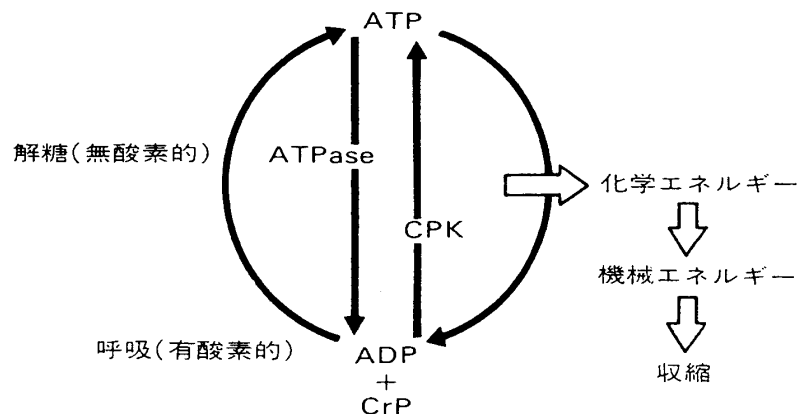 ATP
解糖(無酸素的)
ATPase
化学エネルギー
CPK
機械エネルギー
呼吸(有酸素的)
ADP
+
CrP
収縮